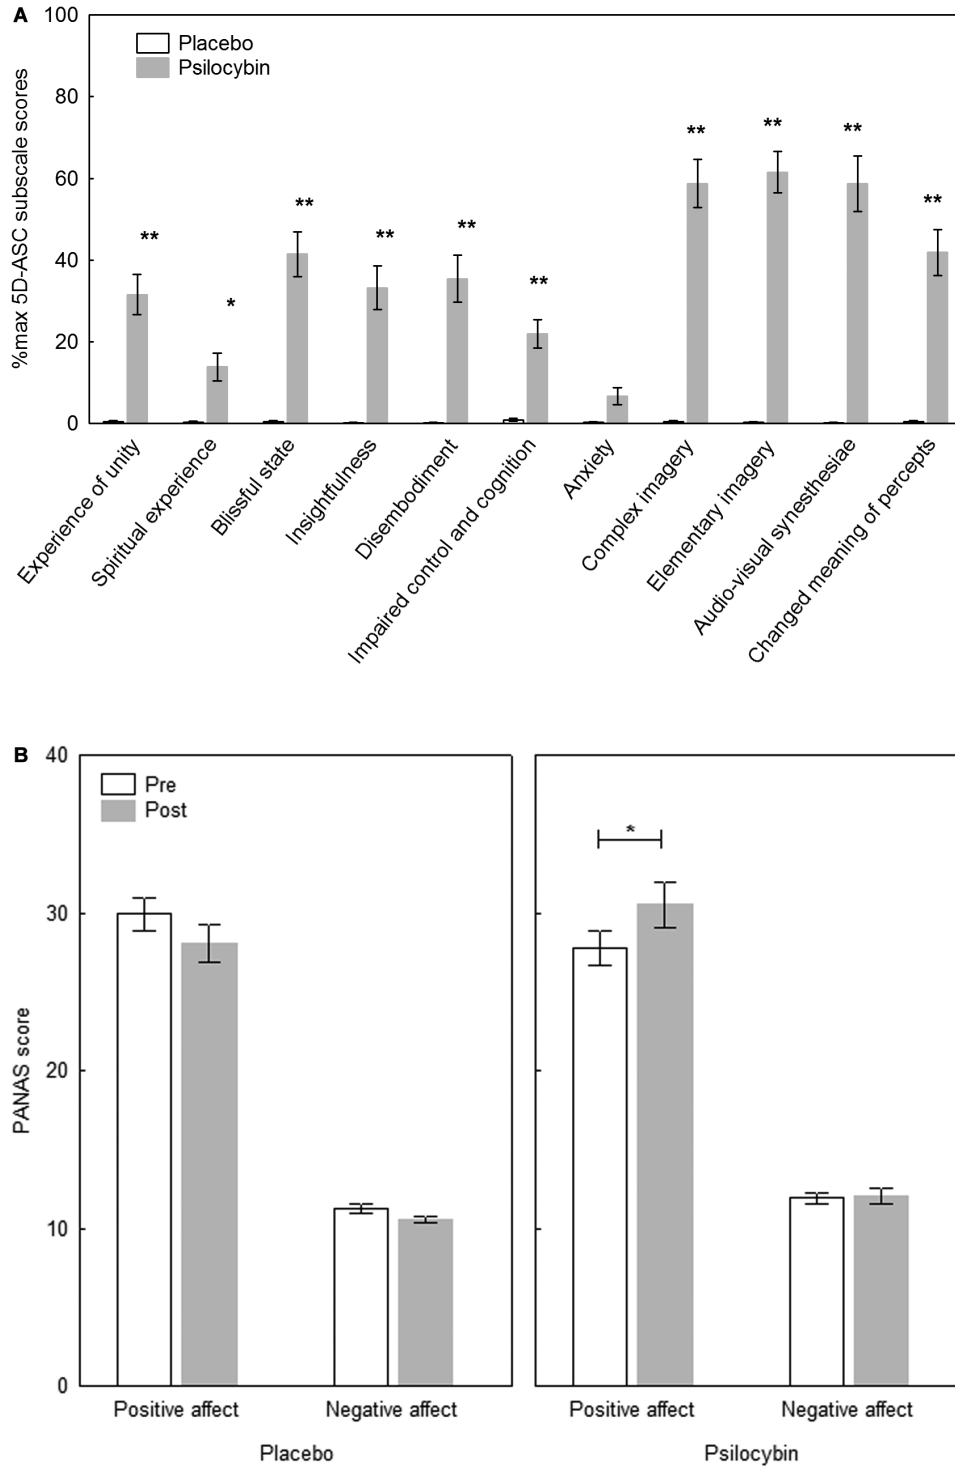 A
100
Placebo
Psilocybin
80
60
40
20
0
%max 5D-ASC subscale scores
** * ** ** ** ** ** ** ** **
Experience of unity
Spiritual experience
Blissful state
Insightfulness
Disembodiment
Impaired control and cognition
Anxiety
Complex imagery
Elementary imagery
Audio-visual synesthesiae
Changed meaning of percepts
B
40
Pre
Post
*
30
20
10
0
PANAS score
Positive affect Negative affect Positive affect Negative affect
Placebo Psilocybin